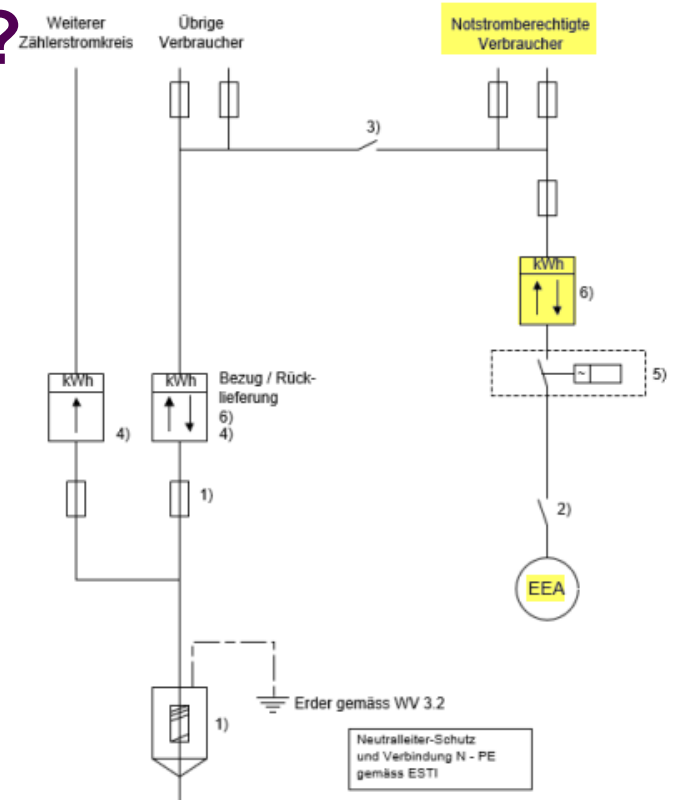 ?
Weiterer
Zählerstromkreis
Übrige
Verbraucher
Notstromberechtigte
Verbraucher
3)
kWh
6)
~
5)
kWh
4)
kWh
Bezug / Rück-
lieferung
6)
4)
1)
2)
EEA
Erder gemäss WV 3.2
1)
Neutralleiter-Schutz
und Verbindung N - PE
gemäss ESTI